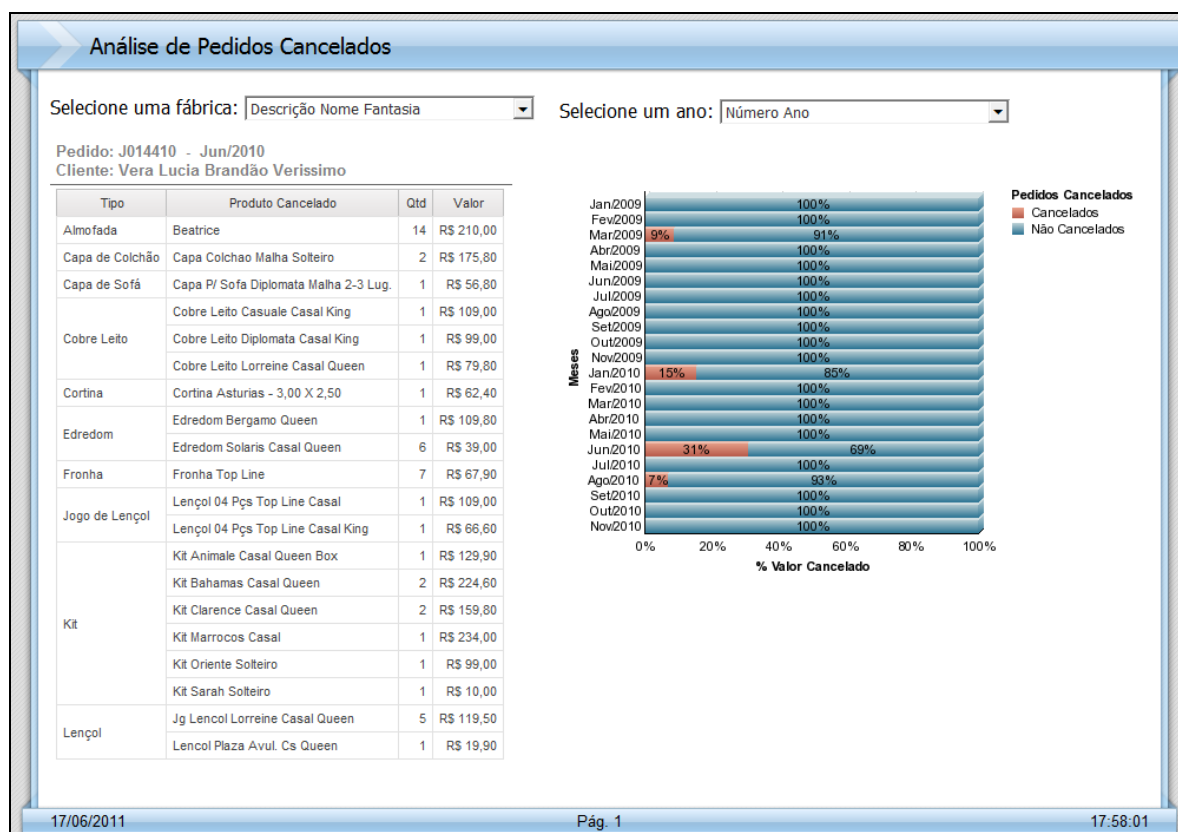 Análise de Pedidos Cancelados
Selecione uma fábrica: Descrição Nome Fantasia
Selecione um ano: Número Ano
Pedido: J014410 - Jun/2010
Cliente: Vera Lucia Brandão Verissimo
Tipo Produto Cancelado Qtd Valor
Almofada Beatrice 14 R$ 210,00
Capa de Colchão Capa Colchao Malha Solteiro 2 R$ 175,80
Capa de Sofá Capa P/ Sofa Diplomata Malha 2-3 Lug. 1 R$ 56,80
Cobre Leito Cobre Leito Casuale Casal King 1 R$ 109,00
Cobre Leito Diplomata Casal King 1 R$ 99,00
Cobre Leito Lorreine Casal Queen 1 R$ 79,80
Cortina Cortina Asturias - 3,00 X 2,50 1 R$ 62,40
Edredom Edredom Bergamo Queen 1 R$ 109,80
Edredom Solaris Casal Queen 6 R$ 39,00
Fronha Fronha Top Line 7 R$ 67,90
Jogo de Lençol Lençol 04 Pçs Top Line Casal 1 R$ 109,00
Lençol 04 Pçs Top Line Casal King 1 R$ 66,60
Kit Kit Animale Casal Queen Box 1 R$ 129,90
Kit Bahamas Casal Queen 2 R$ 224,60
Kit Clarence Casal Queen 2 R$ 159,80
Kit Marrocos Casal 1 R$ 234,00
Kit Oriente Solteiro 1 R$ 99,00
Kit Sarah Solteiro 1 R$ 10,00
Lençol Jg Lencol Lorreine Casal Queen 5 R$ 119,50
Lencol Plaza Avul. Cs Queen 1 R$ 19,90
Meses
Jan/2009 100%
Fev/2009 100%
Mar/2009 9% 91%
Abr/2009 100%
Mai/2009 100%
Jun/2009 100%
Jul/2009 100%
Ago/2009 100%
Set/2009 100%
Out/2009 100%
Nov/2009 100%
Jan/2010 15% 85%
Fev/2010 100%
Mar/2010 100%
Abr/2010 100%
Mai/2010 100%
Jun/2010 31% 69%
Jul/2010 100%
Ago/2010 7% 93%
Set/2010 100%
Out/2010 100%
Nov/2010 100%
0% 20% 40% 60% 80% 100%
% Valor Cancelado
Pedidos Cancelados
Cancelados
Não Cancelados
17/06/2011 Pág. 1 17:58:01